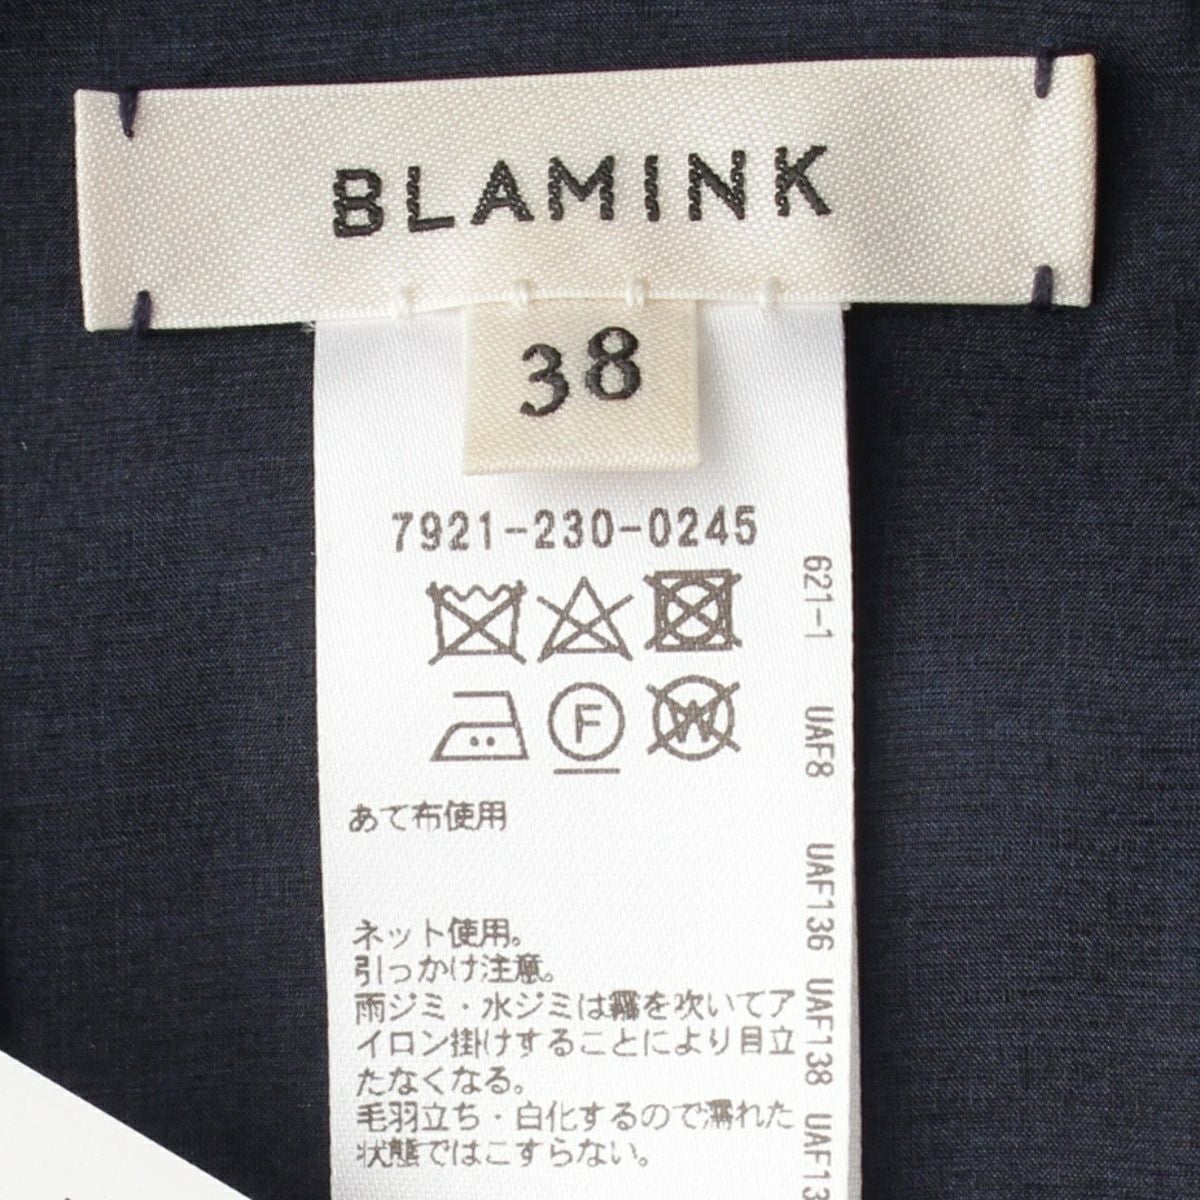 BLAMINK
38
7921-230-0245
F
W
あて布使用
ネット使用。
引っかけ注意。
雨ジミ・水ジミは霧を吹いてア
イロン掛けすることにより目立
たなくなる。
毛羽立ち・白化するので濡れた
状態ではこすらない。
621-1 UAF8 UAF136 UAF138